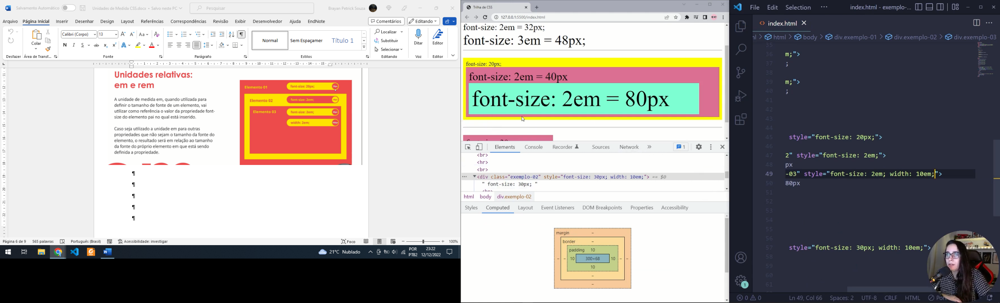 Salvamento Automático
Unidades de Medida CSS.docx • Salvo neste PC
Pesquisar
Brayan Petrick Souza
Arquivo Página Inicial Inserir Desenhar Design Layout Referências Correspondências Revisão Exibir Desenvolvedor Ajuda EndNote
Comentários
Editando
Calibri (Corpo) 13
Colar
Normal
Sem Espaçamer
Título 1
Localizar
Substituir
Selecionar
Ditar
Editor
Desfazer Área de Transf... Fonte Parágrafo Estilos Editando Voz Editor
Unidades relativas:
em e rem
A unidade de medida em, quando utilizada para
definir o tamanho de fonte de um elemento, vai
utilizar como referência o valor da propriedade font-
size do elemento pai no qual está inserido.
Caso seja utilizado a unidade em para outras
propriedades que não sejam o tamanho da fonte do
elemento, o resultado será em relação ao tamanho
da fonte do próprio elemento em que está sendo
definida a propriedade.
Elemento 01 font-size: 20px;
Elemento 02 font-size: 2em;
Elemento 03 font-size: 2em;
width: 2em;
Página 6 de 9 565 palavras Português (Brasil) Acessibilidade: investigar Foco 100%
21°C Nublado
POR
PTB2
23:22
12/12/2022
Trilha de CSS
127.0.0.1:5500/index.html
font-size: 2em = 32px;
font-size: 3em = 48px;
font-size: 20px;
font-size: 2em = 40px
font-size: 2em = 80px
Elements Console Recorder Sources Network » 1
<br>
<hr>
<br>
<div class="exemplo-02" style="font-size: 30px; width: 10em;"> == $0
" font-size: 30px; "
html body div.exemplo-02
Styles Computed Layout Event Listeners DOM Breakpoints Properties Accessibility
margin –
border –
padding 10
– – 10 300×68 10 – –
10
–
–
File Edit Selection ··· index.html - exemplo-...
index.html
html > body > div.exemplo-01 > div.exemplo-02 > div.exemplo-03
35
36 m;">
37 ;
38
39 m;">
40 ;
41
42
43
44
45 style="font-size: 20px;">
46
47 2" style="font-size: 2em;">
48 px
49 -03" style="font-size: 2em; width: 10em;">
50 80px
51
52
53
54
55
56
57 style="font-size: 30px; width: 10em;">
58
59
60
61
1
0 0 Ln 49, Col 66 Spaces: 2 UTF-8 CRLF HTML